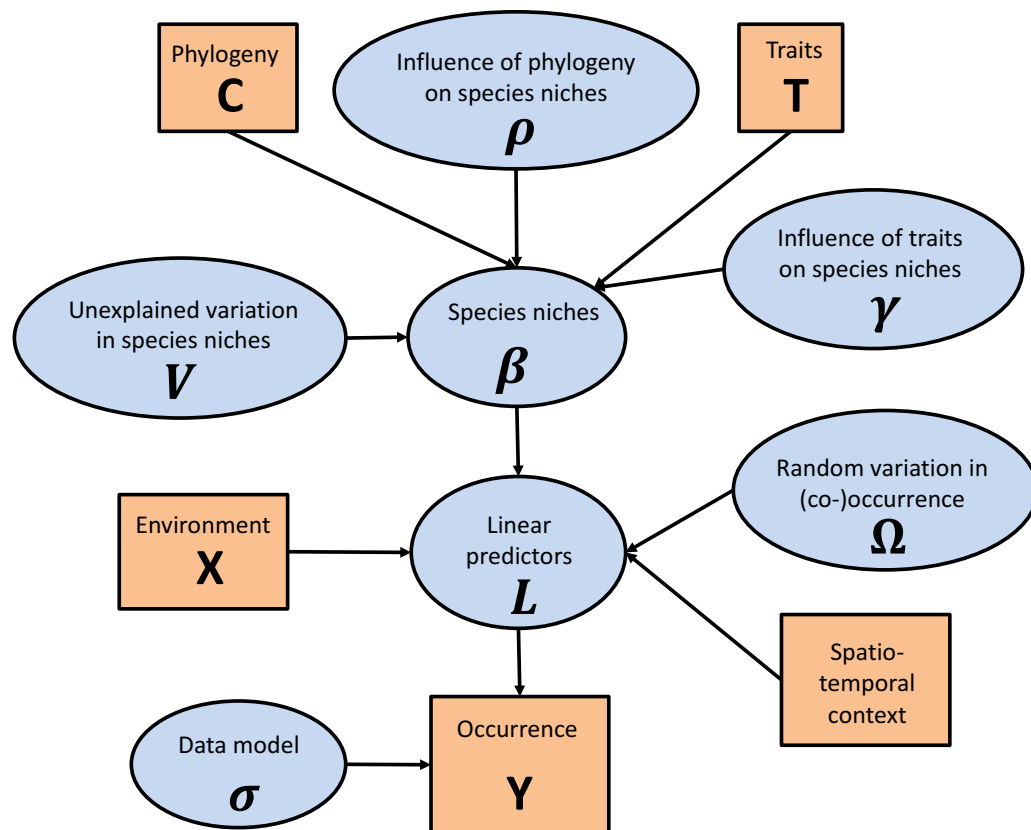 Phylogeny
C
Influence of phylogeny
on species niches
ρ
Traits
T
Influence of traits
on species niches
γ
Unexplained variation
in species niches
V
Species niches
β
Random variation in
(co-)occurrence
Ω
Environment
X
Linear
predictors
L
Spatio-
temporal
context
Data model
σ
Occurrence
Y